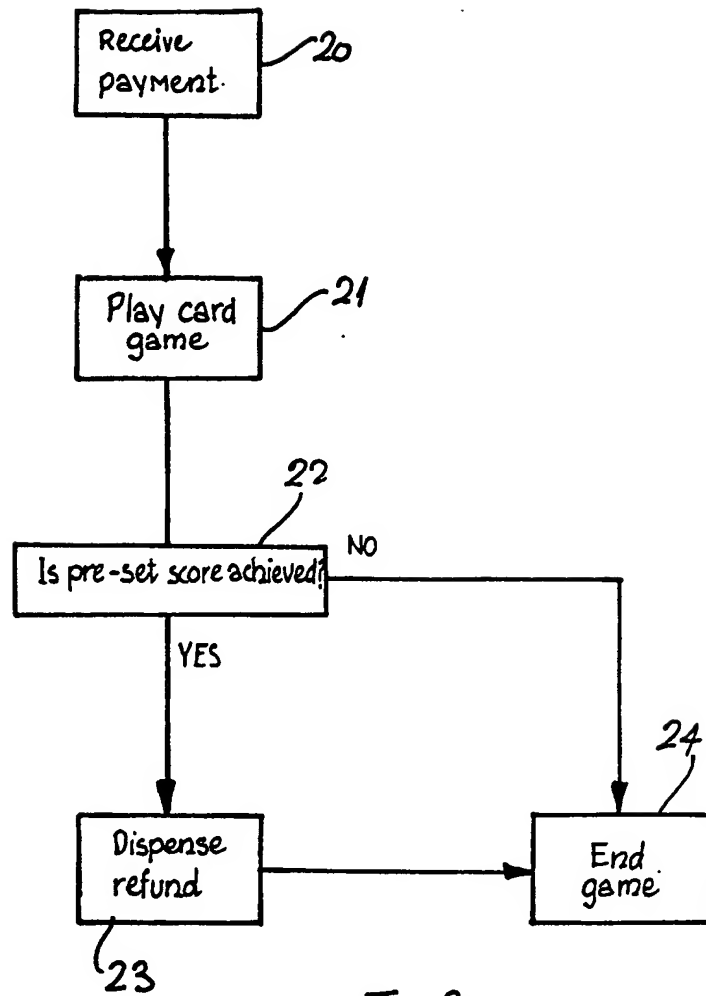 Receive
payment.
20
Play card
game
21
22
Is pre-set score achieved?
NO
YES
24
Dispense
refund
End
game
23